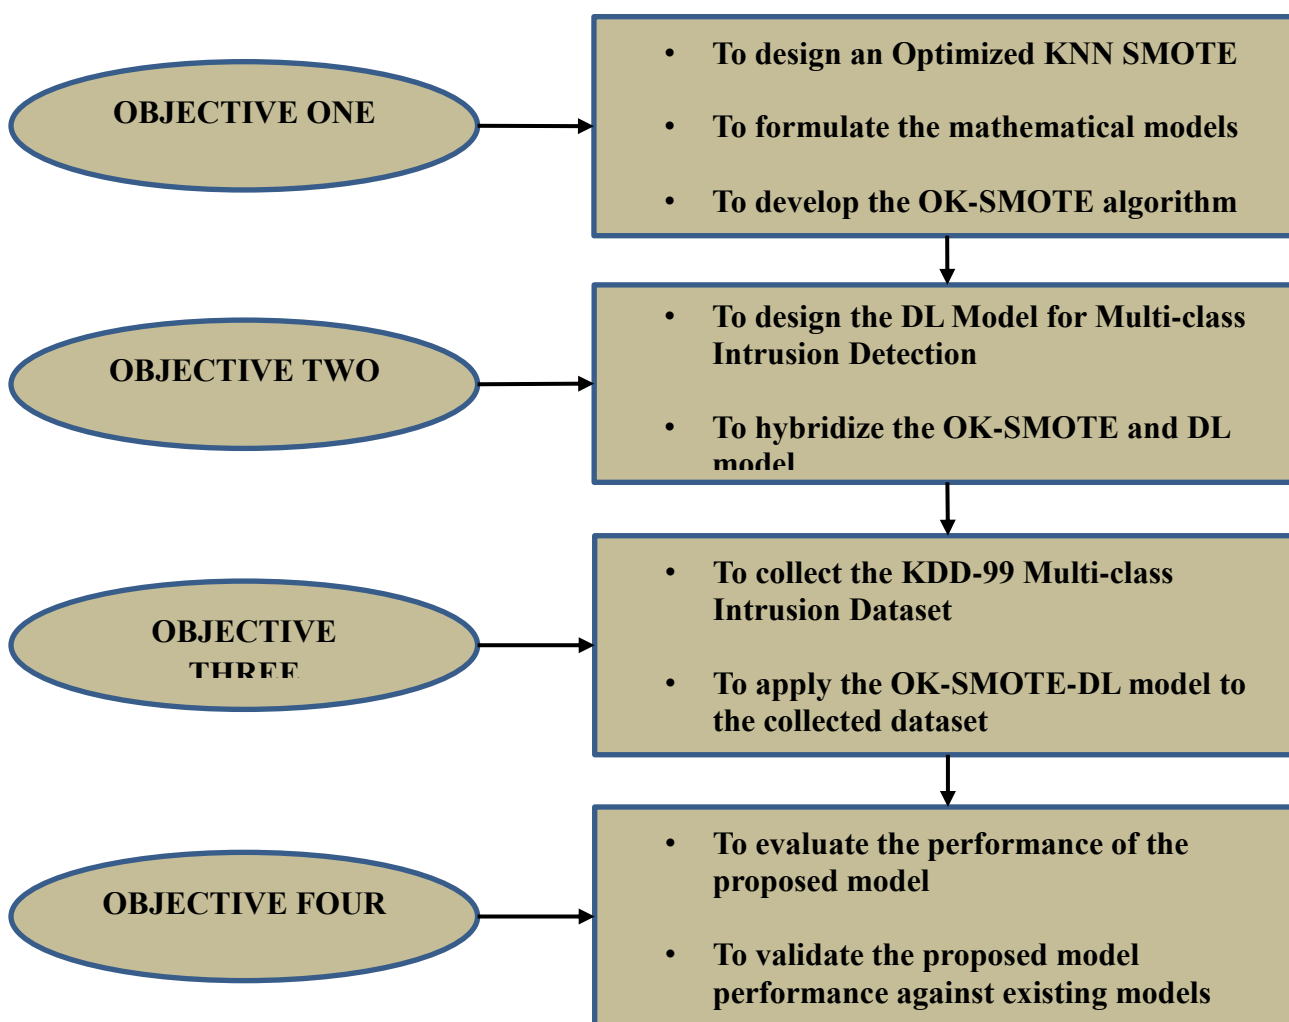 OBJECTIVE ONE
• To design an Optimized KNN SMOTE
• To formulate the mathematical models
• To develop the OK-SMOTE algorithm
OBJECTIVE TWO
• To design the DL Model for Multi-class
Intrusion Detection
• To hybridize the OK-SMOTE and DL
model
OBJECTIVE
THREE
• To collect the KDD-99 Multi-class
Intrusion Dataset
• To apply the OK-SMOTE-DL model to
the collected dataset
OBJECTIVE FOUR
• To evaluate the performance of the
proposed model
• To validate the proposed model
performance against existing models